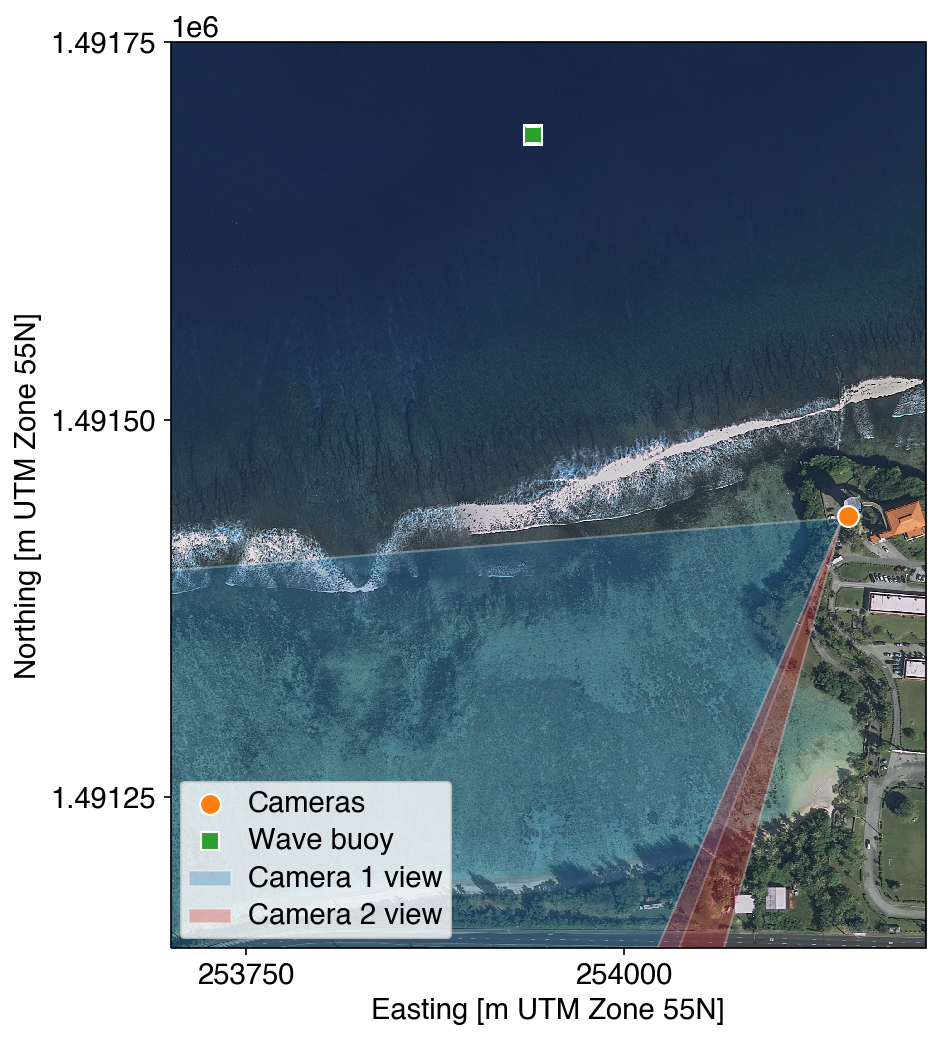 1e6
1.49175
1.49150
1.49125
Northing [m UTM Zone 55N]
Cameras
Wave buoy
Camera 1 view
Camera 2 view
253750
254000
Easting [m UTM Zone 55N]